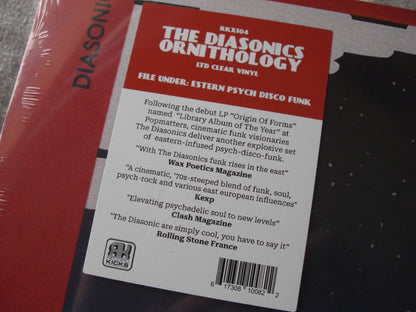 DIASONIC
RKX104
THE DIASONICS
ORNITHOLOGY
LTD CLEAR VINYL
FILE UNDER: ESTERN PSYCH DISCO FUNK
Following the debut LP "Origin Of Forms"
named "Library Album of The Year" at
Popmatters, cinematic funk visionaries
The Diasonics deliver another explosive set
of eastern-infused psych-disco-funk.
"With The Diasonics funk rises in the east"
Wax Poetics Magazine
"A cinematic, '70s-steeped blend of funk, soul,
psych-rock and various east european influences"
Kexp
"Elevating psychedelic soul to new levels"
Clash Magazine
"The Diasonic are simply cool, you have to say it"
Rolling Stone France
KICKS
6 17308 10082 2